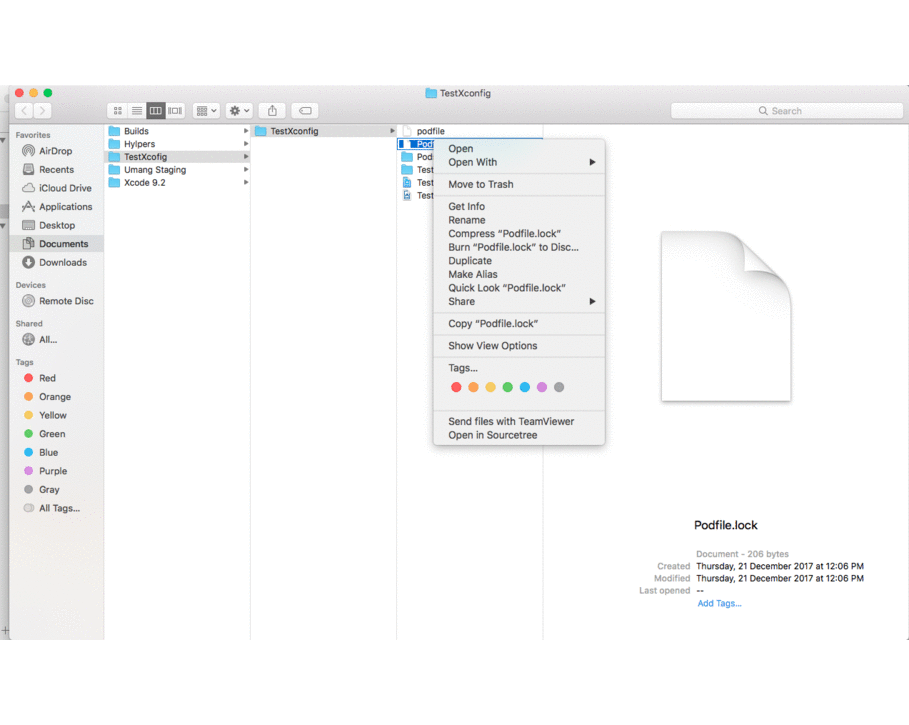 TestXconfig
Search
Favorites
AirDrop
Recents
iCloud Drive
Applications
Desktop
Documents
Downloads
Devices
Remote Disc
Shared
All...
Tags
Red
Orange
Yellow
Green
Blue
Purple
Gray
All Tags...
Builds
Hylpers
TestXcofig
Umang Staging
Xcode 9.2
TestXconfig
podfile
Podf
Pod
Test
Test
Test
Open
Open With
Move to Trash
Get Info
Rename
Compress “Podfile.lock”
Burn “Podfile.lock” to Disc...
Duplicate
Make Alias
Quick Look “Podfile.lock”
Share
Copy “Podfile.lock”
Show View Options
Tags...
Send files with TeamViewer
Open in Sourcetree
Podfile.lock
Document - 206 bytes
Created Thursday, 21 December 2017 at 12:06 PM
Modified Thursday, 21 December 2017 at 12:06 PM
Last opened --
Add Tags...